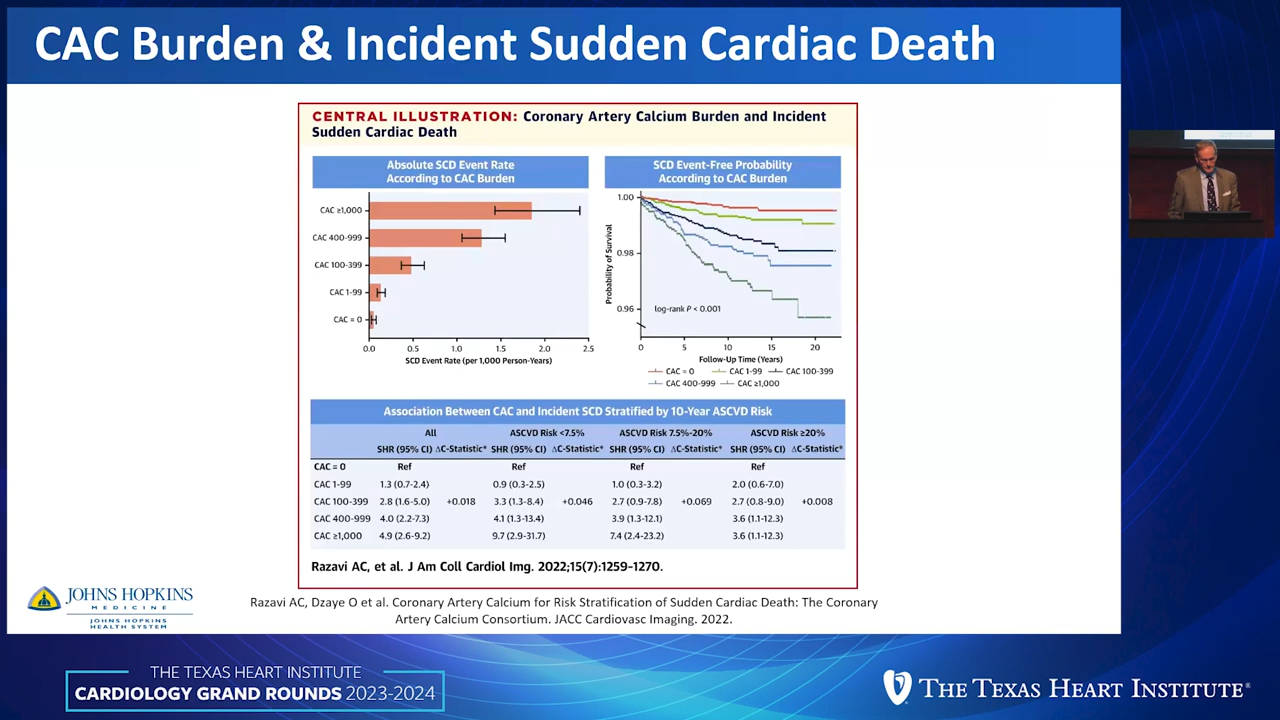 CAC Burden & Incident Sudden Cardiac Death
CENTRAL ILLUSTRATION: Coronary Artery Calcium Burden and Incident
Sudden Cardiac Death
Absolute SCD Event Rate
According to CAC Burden
CAC ≥1,000
CAC 400-999
CAC 100-399
CAC 1-99
CAC = 0
0.0 0.5 1.0 1.5 2.0 2.5
SCD Event Rate (per 1,000 Person-Years)
SCD Event-Free Probability
According to CAC Burden
Probability of Survival
1.00
0.98
0.96
log-rank P < 0.001
0 5 10 15 20
Follow-Up Time (Years)
CAC = 0 CAC 1-99 CAC 100-399
CAC 400-999 CAC ≥1,000
Association Between CAC and Incident SCD Stratified by 10-Year ASCVD Risk
All ASCVD Risk <7.5% ASCVD Risk 7.5%-20% ASCVD Risk ≥20%
SHR (95% CI) ΔC-Statistic* SHR (95% CI) ΔC-Statistic* SHR (95% CI) ΔC-Statistic* SHR (95% CI) ΔC-Statistic*
CAC = 0 Ref Ref Ref Ref
CAC 1-99 1.3 (0.7-2.4) 0.9 (0.3-2.5) 1.0 (0.3-3.2) 2.0 (0.6-7.0)
CAC 100-399 2.8 (1.6-5.0) +0.018 3.3 (1.3-8.4) +0.046 2.7 (0.9-7.8) +0.069 2.7 (0.8-9.0) +0.008
CAC 400-999 4.0 (2.2-7.3) 4.1 (1.3-13.4) 3.9 (1.3-12.1) 3.6 (1.1-12.3)
CAC ≥1,000 4.9 (2.6-9.2) 9.7 (2.9-31.7) 7.4 (2.4-23.2) 3.6 (1.1-12.3)
Razavi AC, et al. J Am Coll Cardiol Img. 2022;15(7):1259–1270.
Razavi AC, Dzaye O et al. Coronary Artery Calcium for Risk Stratification of Sudden Cardiac Death: The Coronary
Artery Calcium Consortium. JACC Cardiovasc Imaging. 2022.
JOHNS HOPKINS
MEDICINE
JOHNS HOPKINS
HEALTH SYSTEM
THE TEXAS HEART INSTITUTE
CARDIOLOGY GRAND ROUNDS 2023-2024
THE TEXAS HEART INSTITUTE®